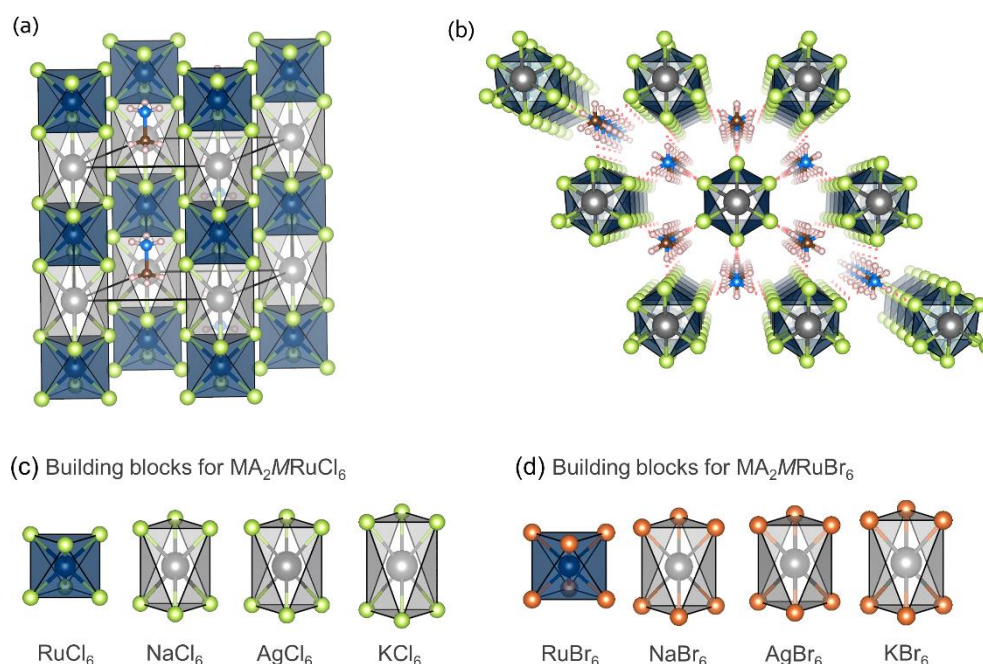 (a)
(b)
(c) Building blocks for MA₂MRuCl₆
(d) Building blocks for MA₂MRuBr₆
RuCl₆ NaCl₆ AgCl₆ KCl₆
RuBr₆ NaBr₆ AgBr₆ KBr₆